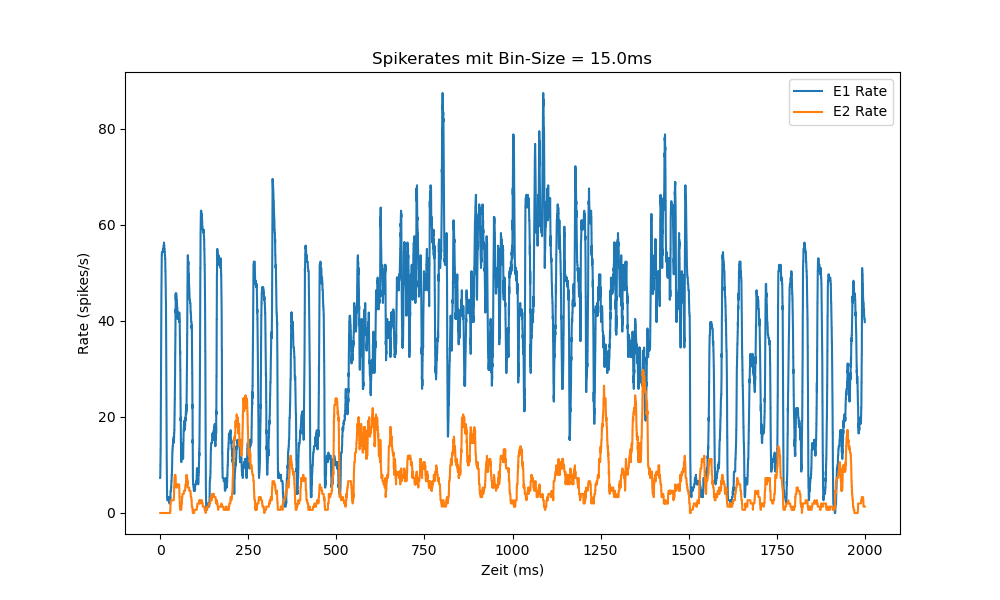 Spikerates mit Bin-Size = 15.0ms
E1 Rate
E2 Rate
Rate (spikes/s)
80
60
40
20
0
0 250 500 750 1000 1250 1500 1750 2000
Zeit (ms)